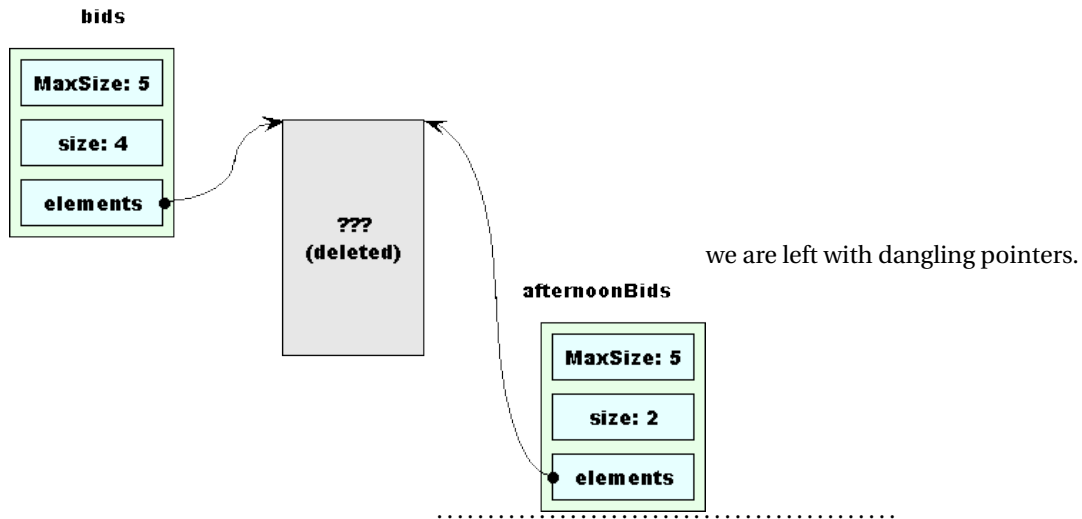 bids
MaxSize: 5
size: 4
elements
???
(deleted)
we are left with dangling pointers.
afternoonBids
MaxSize: 5
size: 2
elements